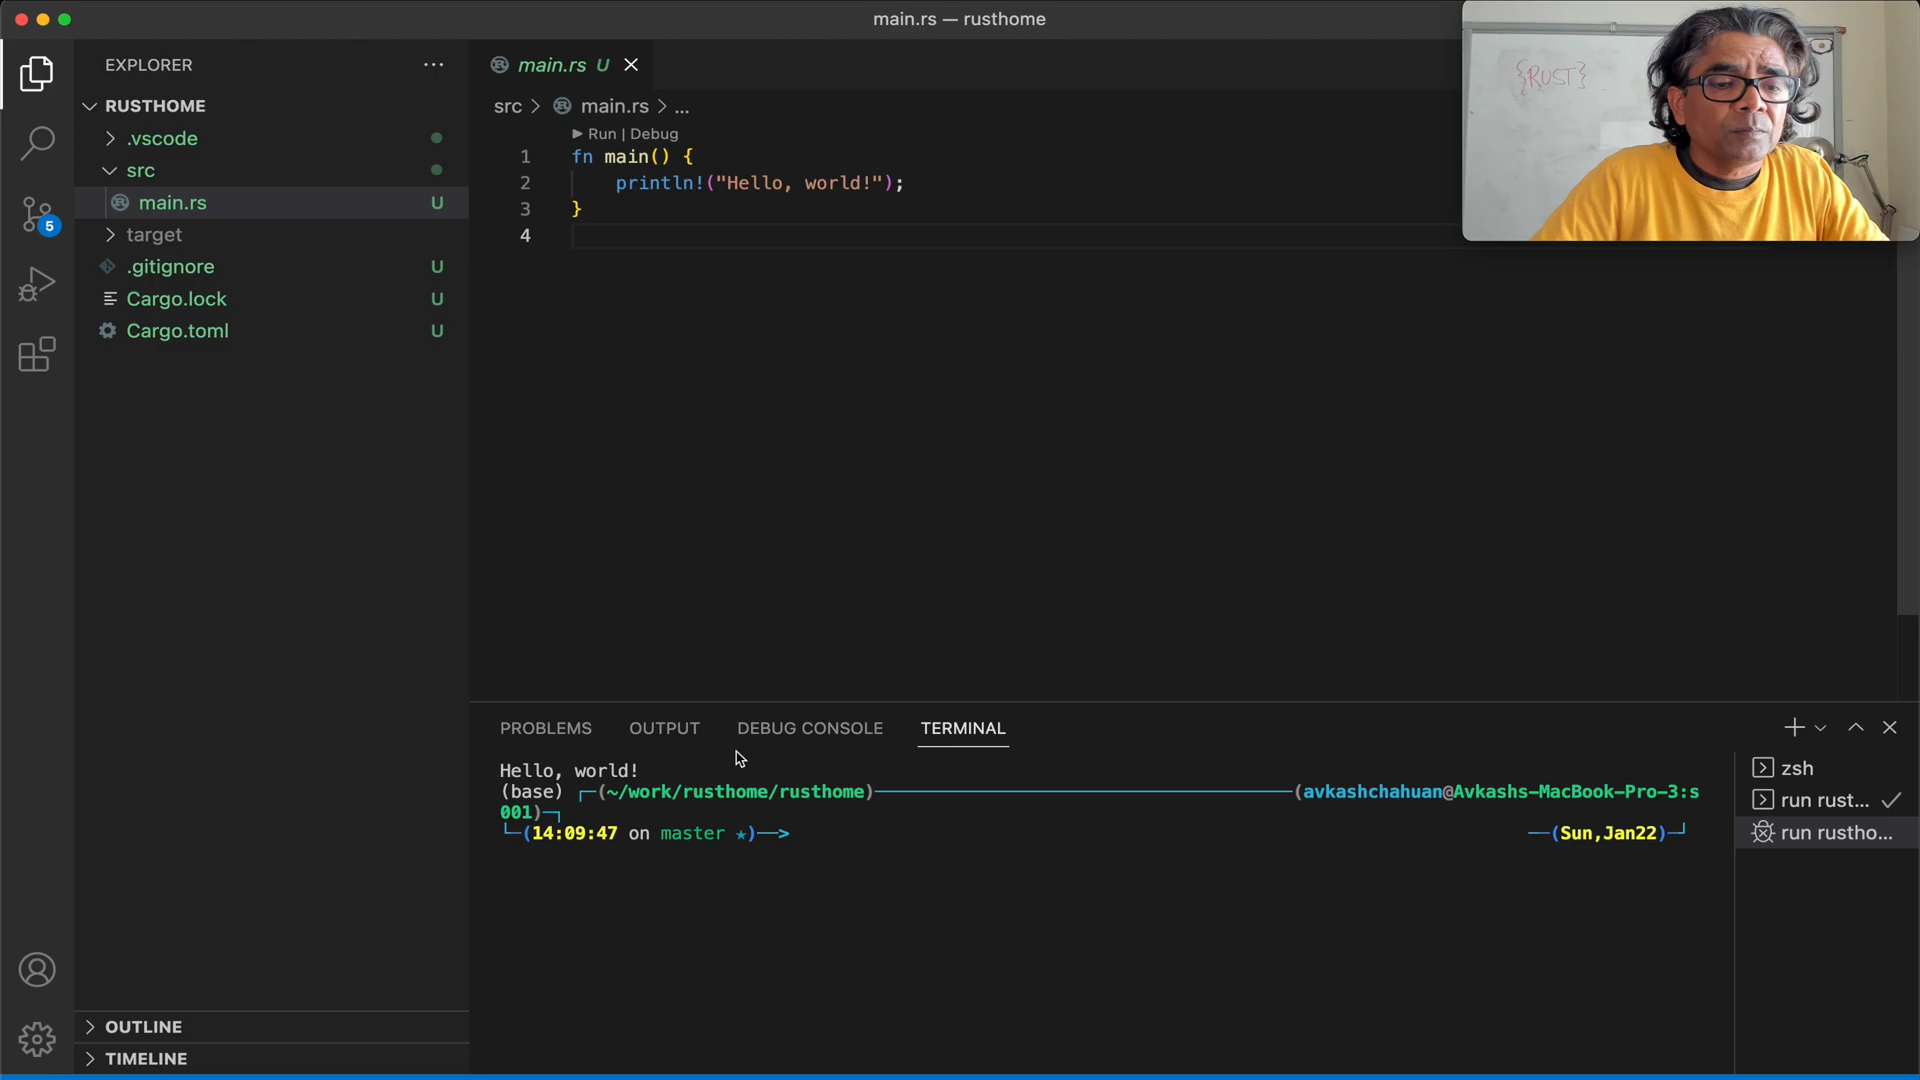 main.rs — rusthome
{RUST}
EXPLORER
RUSTHOME
.vscode
src
main.rs U
target
.gitignore U
Cargo.lock U
Cargo.toml U
OUTLINE
TIMELINE
5
main.rs U
src > main.rs > ...
Run | Debug
1 fn main() {
2 println!("Hello, world!");
3 }
4
PROBLEMS OUTPUT DEBUG CONSOLE TERMINAL
Hello, world!
(base) ┌─(~/work/rusthome/rusthome)────(avkashchahuan@Avkashs-MacBook-Pro-3:s
001)─┐
└─(14:09:47 on master ★)──> ──(Sun,Jan22)─┘
zsh
run rust... ✓
run rustho...